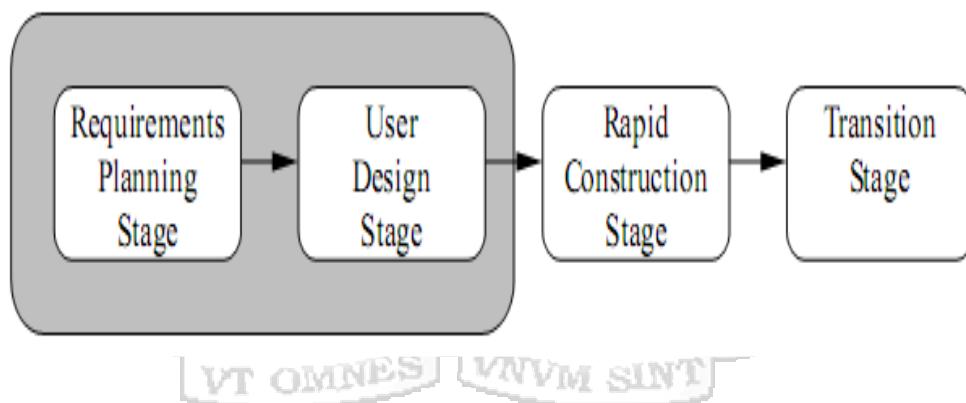 Requirements
Planning
Stage
User
Design
Stage
Rapid
Construction
Stage
Transition
Stage
VT OMNES VNVM SINT